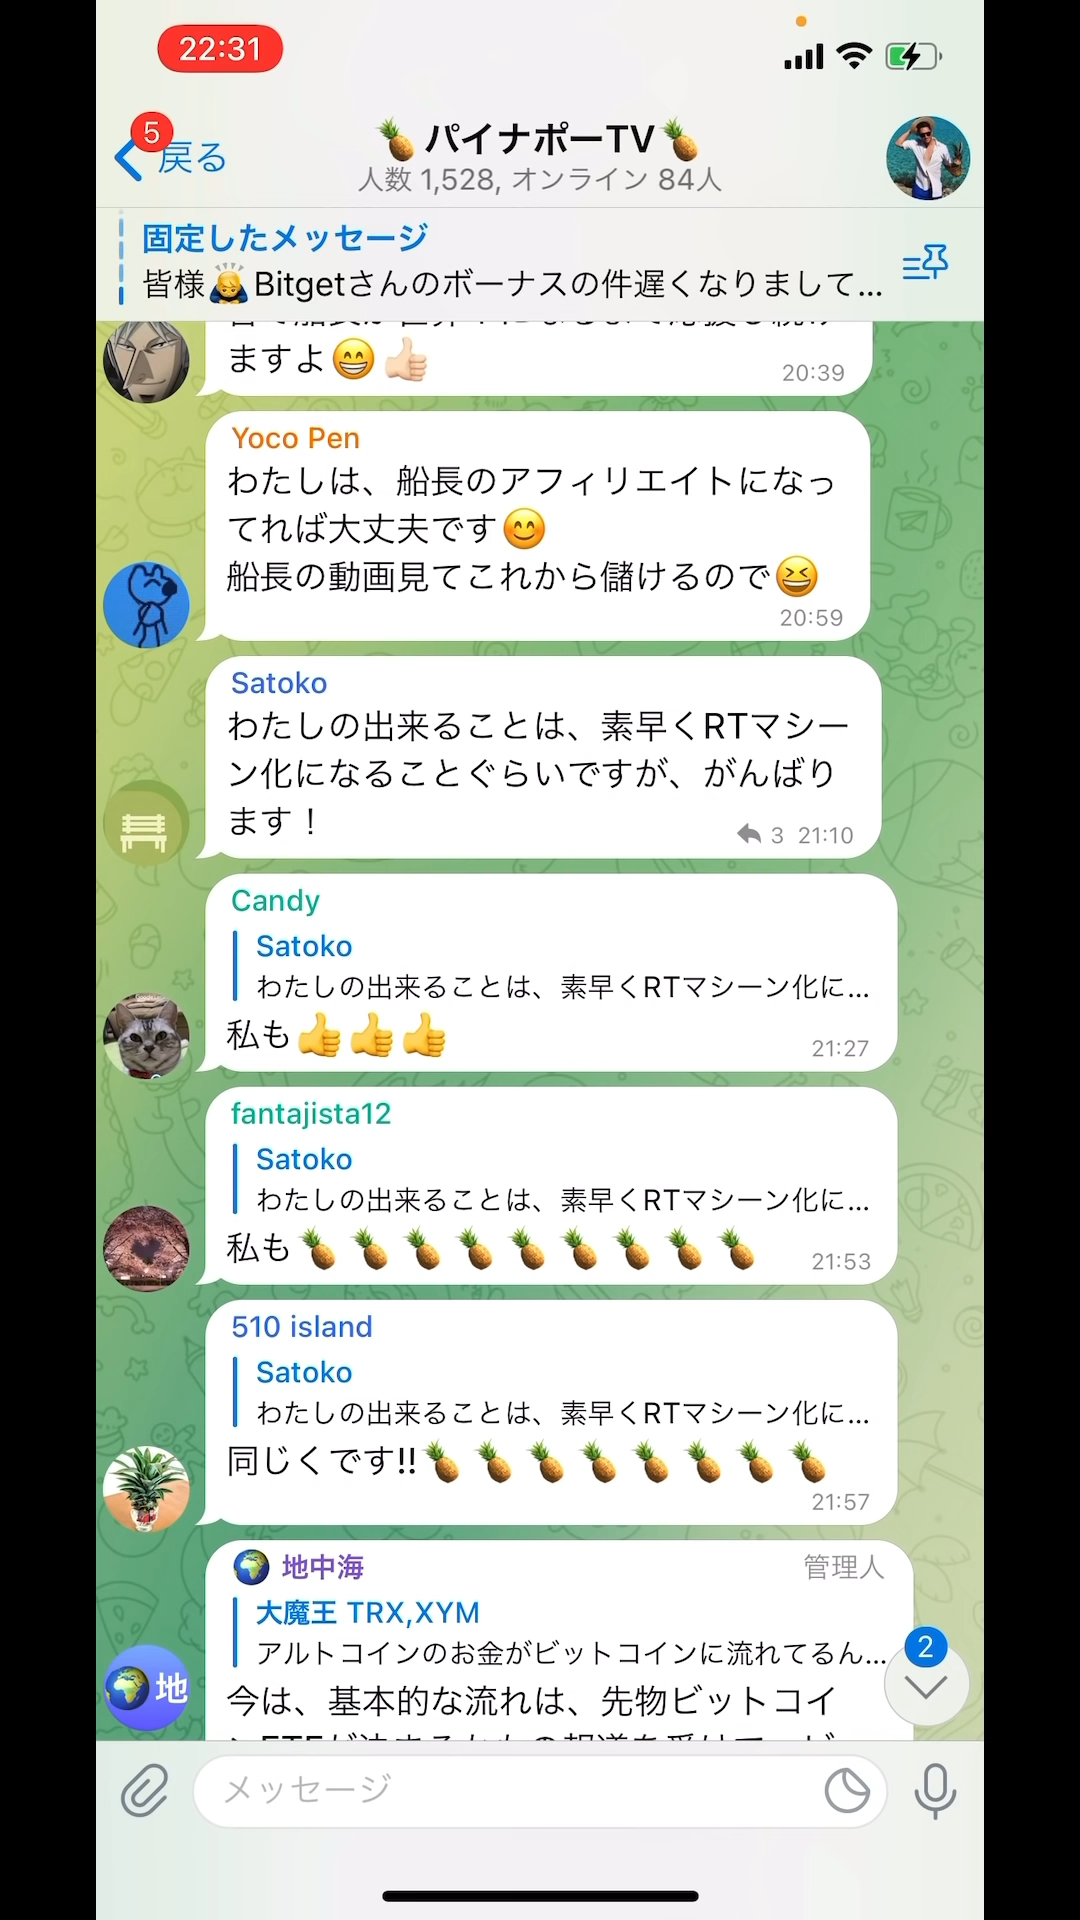 22:31
5
戻る
🍍 パイナポーTV🍍
人数 1,528, オンライン 84人
固定したメッセージ
皆様🙇Bitgetさんのボーナスの件遅くなりまして...
ますよ😁👍🏻
20:39
Yoco Pen
わたしは、船長のアフィリエイトになっ
てれば大丈夫です😊
船長の動画見てこれから儲けるので😆
20:59
Satoko
わたしの出来ることは、素早くRTマシー
ン化になることぐらいですが、がんばり
ます！
3 21:10
Candy
Satoko
わたしの出来ることは、素早くRTマシーン化に...
私も👍👍👍
21:27
fantajista12
Satoko
わたしの出来ることは、素早くRTマシーン化に...
私も🍍🍍🍍🍍🍍🍍🍍🍍🍍
21:53
510 island
Satoko
わたしの出来ることは、素早くRTマシーン化に...
同じくです!!🍍🍍🍍🍍🍍🍍🍍🍍
21:57
🌍 地中海 管理人
大魔王 TRX,XYM
アルトコインのお金がビットコインに流れてるん...
2
🌍 地
今は、基本的な流れは、先物ビットコイ
メッセージ